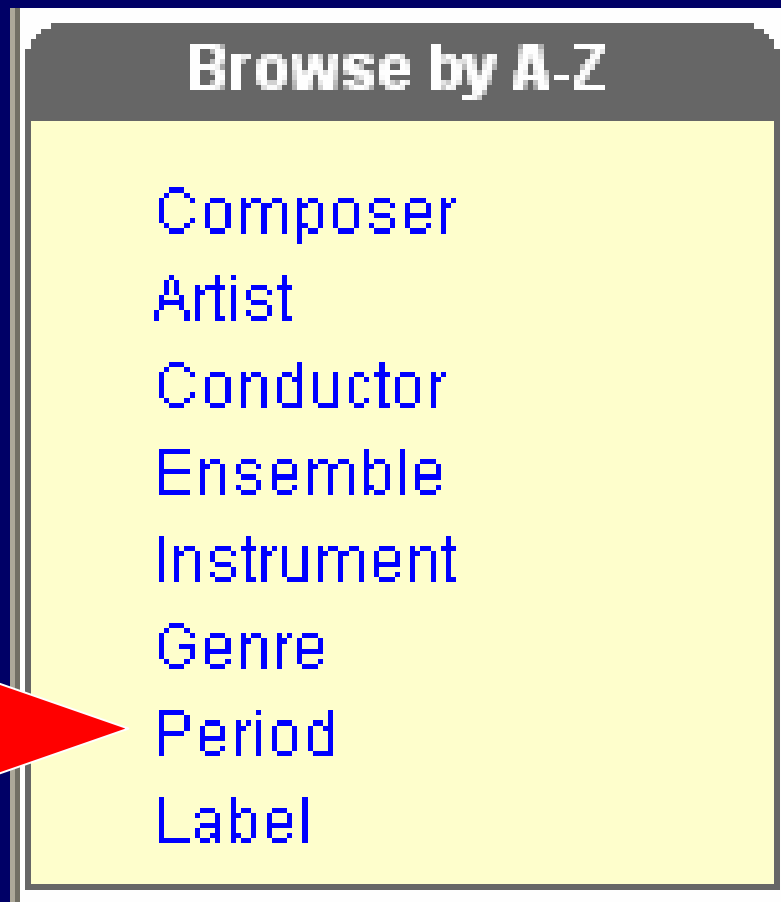 Browse by A-Z
Composer
Artist
Conductor
Ensemble
Instrument
Genre
Period
Label